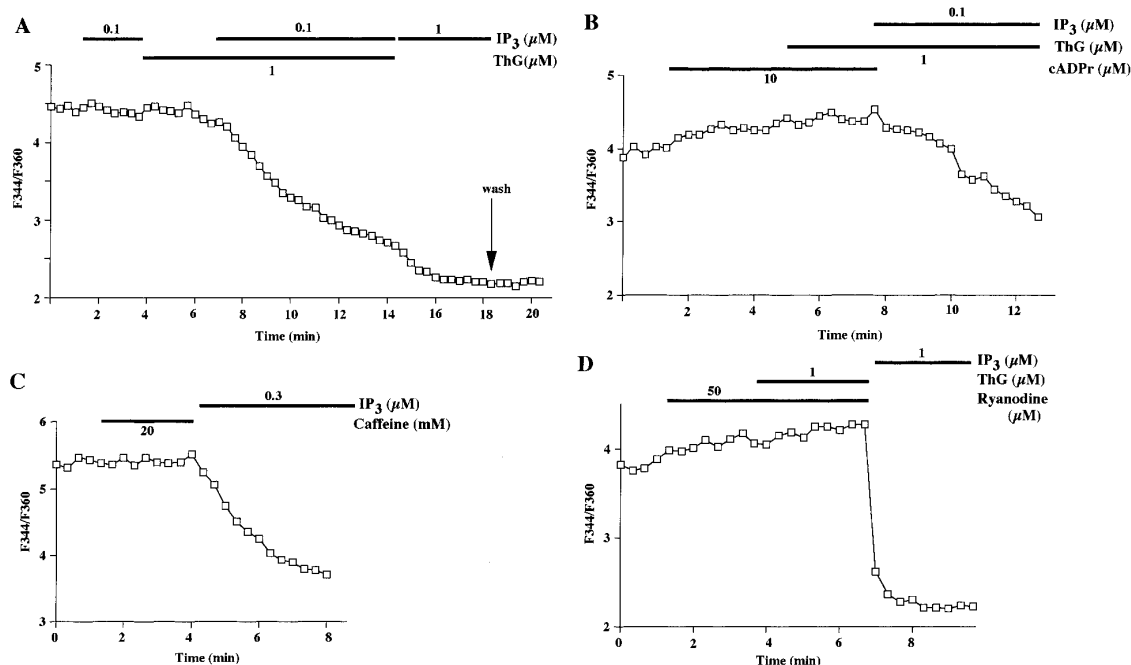 A
0.1
0.1
1
IP3 (μM)
ThG(μM)
1
5
4
3
2
F344/F360
wash
2 4 6 8 10 12 14 16 18 20
Time (min)
B
0.1
IP3 (μM)
ThG (μM)
1
cADPr (μM)
10
5
4
3
2
F344/F360
2 4 6 8 10 12
Time (min)
C
0.3
IP3 (μM)
Caffeine (mM)
20
6
5
4
3
F344/F360
0 2 4 6 8
Time (min)
D
1
IP3 (μM)
1
ThG (μM)
50
Ryanodine
(μM)
4
3
2
F344/F360
0 2 4 6 8
Time (min)